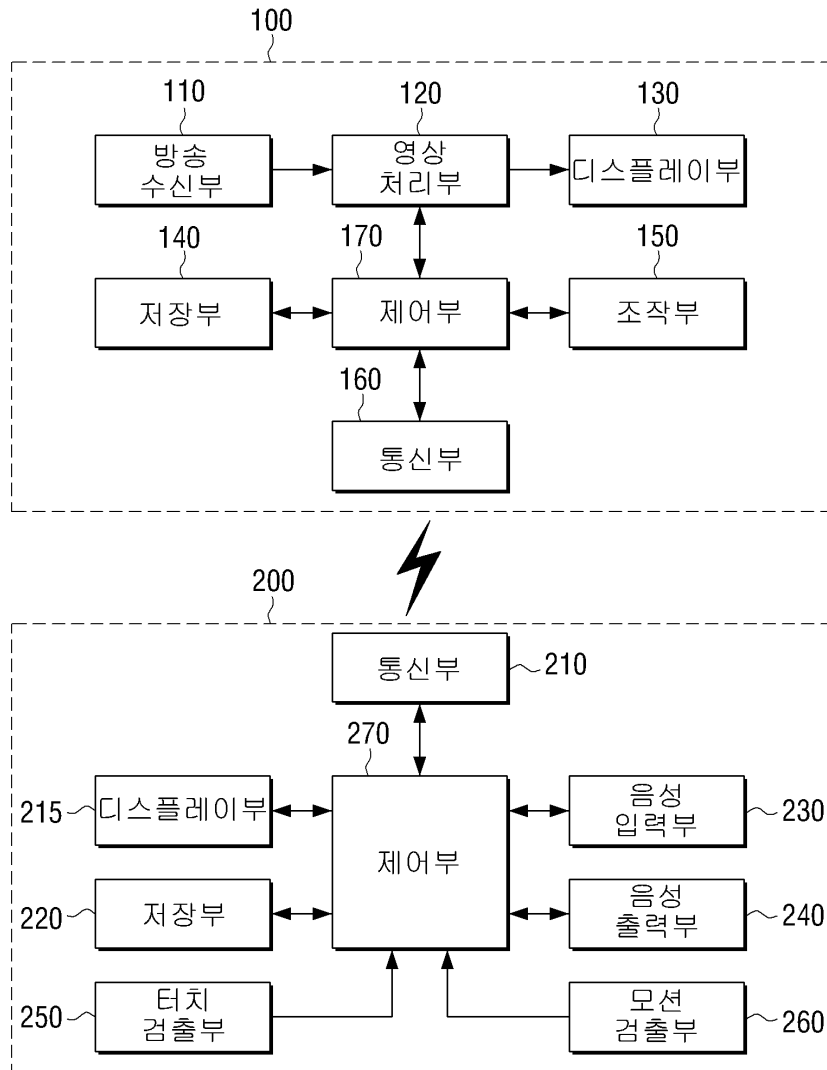 100
110
120
130
방송
수신부
영상
처리부
디스플레이부
140
170
150
저장부
제어부
조작부
160
통신부
200
통신부
210
270
215
디스플레이부
제어부
음성
입력부
230
220
저장부
음성
출력부
240
250
터치
검출부
모션
검출부
260